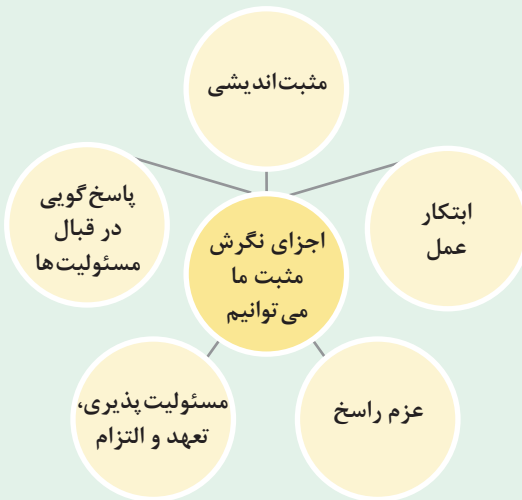 مثبت‌اندیشی
ابتکار
عمل
پاسخ‌گویی
در قبال
مسئولیت‌ها
اجزای نگرش
مثبت ما
می‌توانیم
عزم راسخ
مسئولیت‌پذیری،
تعهد و التزام